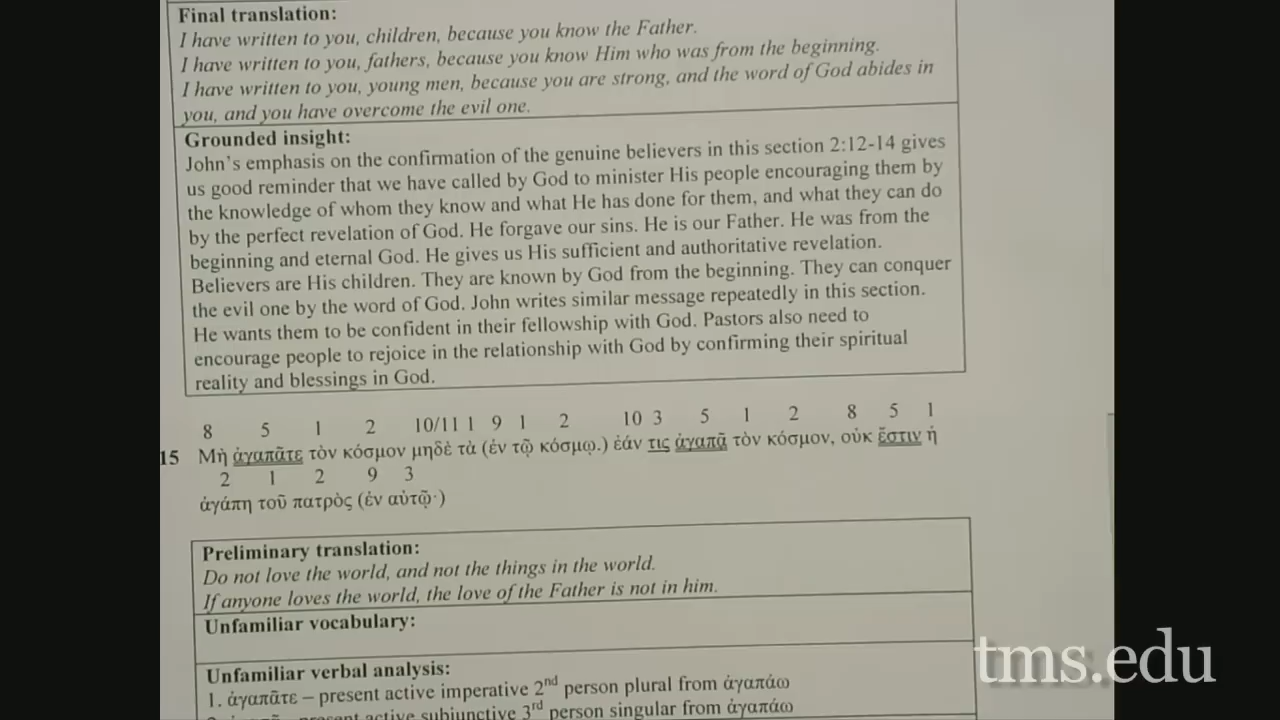 Final translation:
I have written to you, children, because you know the Father.
I have written to you, fathers, because you know Him who was from the beginning.
I have written to you, young men, because you are strong, and the word of God abides in
you, and you have overcome the evil one.
Grounded insight:
John's emphasis on the confirmation of the genuine believers in this section 2:12-14 gives
us good reminder that we have called by God to minister His people encouraging them by
the knowledge of whom they know and what He has done for them, and what they can do
by the perfect revelation of God. He forgave our sins. He is our Father. He was from the
beginning and eternal God. He gives us His sufficient and authoritative revelation.
Believers are His children. They are known by God from the beginning. They can conquer
the evil one by the word of God. John writes similar message repeatedly in this section.
He wants them to be confident in their fellowship with God. Pastors also need to
encourage people to rejoice in the relationship with God by confirming their spiritual
reality and blessings in God.
8 5 1 2 10/11 1 9 1 2 10 3 5 1 2 8 5 1
15 Μὴ ἀγαπᾶτε τὸν κόσμον μηδὲ τὰ (ἐν τῷ κόσμῳ.) ἐάν τις ἀγαπᾷ τὸν κόσμον, οὐκ ἔστιν ἡ
2 1 2 9 3
ἀγάπη τοῦ πατρὸς (ἐν αὐτῷ·)
Preliminary translation:
Do not love the world, and not the things in the world.
If anyone loves the world, the love of the Father is not in him.
Unfamiliar vocabulary:
Unfamiliar verbal analysis:
1. ἀγαπᾶτε – present active imperative 2nd person plural from ἀγαπάω
2. ἀγαπᾷ – present active subjunctive 3rd person singular from ἀγαπάω
tms.edu